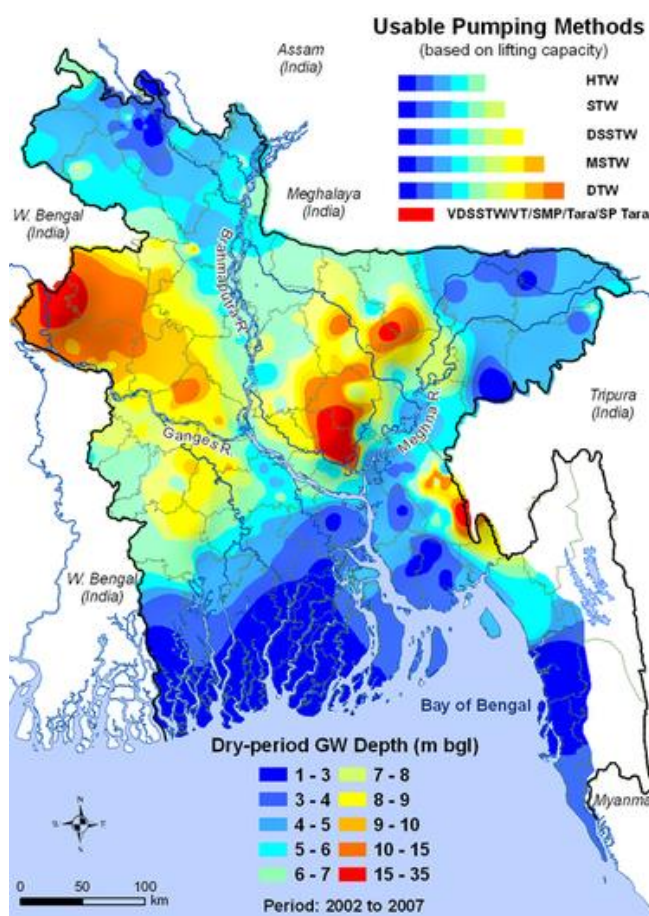 Usable Pumping Methods
(based on lifting capacity)
HTW
STW
DSSTW
MSTW
DTW
VDSSTW/VT/SMP/Tara/SP Tara
Assam
(India)
Meghalaya
(India)
W. Bengal
(India)
Brahmaputra R.
Tripura
(India)
Meghna R.
Ganges R.
W. Bengal
(India)
Bay of Bengal
Myanma
Dry-period GW Depth (m bgl)
1 - 3
3 - 4
4 - 5
5 - 6
6 - 7
7 - 8
8 - 9
9 - 10
10 - 15
15 - 35
N
W
E
S
0 50 100
km
Period: 2002 to 2007